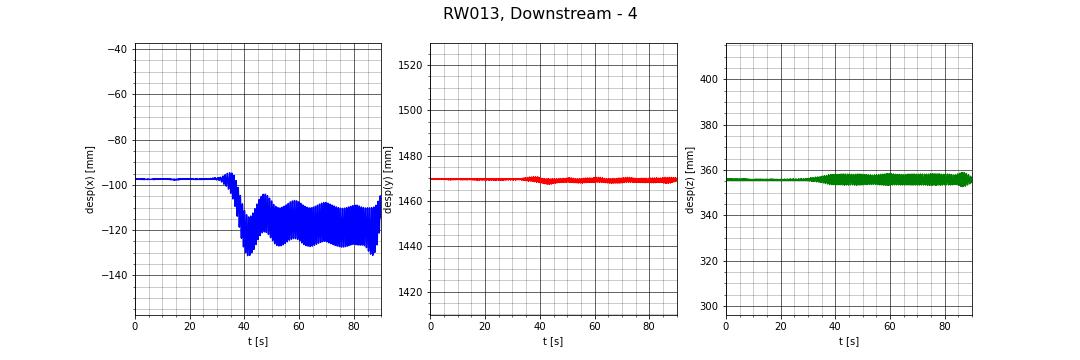 RW013, Downstream - 4
desp(x) [mm]
−40
−60
−80
−100
−120
−140
0 20 40 60 80
t [s]
desp(y) [mm]
1520
1500
1480
1460
1440
1420
0 20 40 60 80
t [s]
desp(z) [mm]
400
380
360
340
320
300
0 20 40 60 80
t [s]